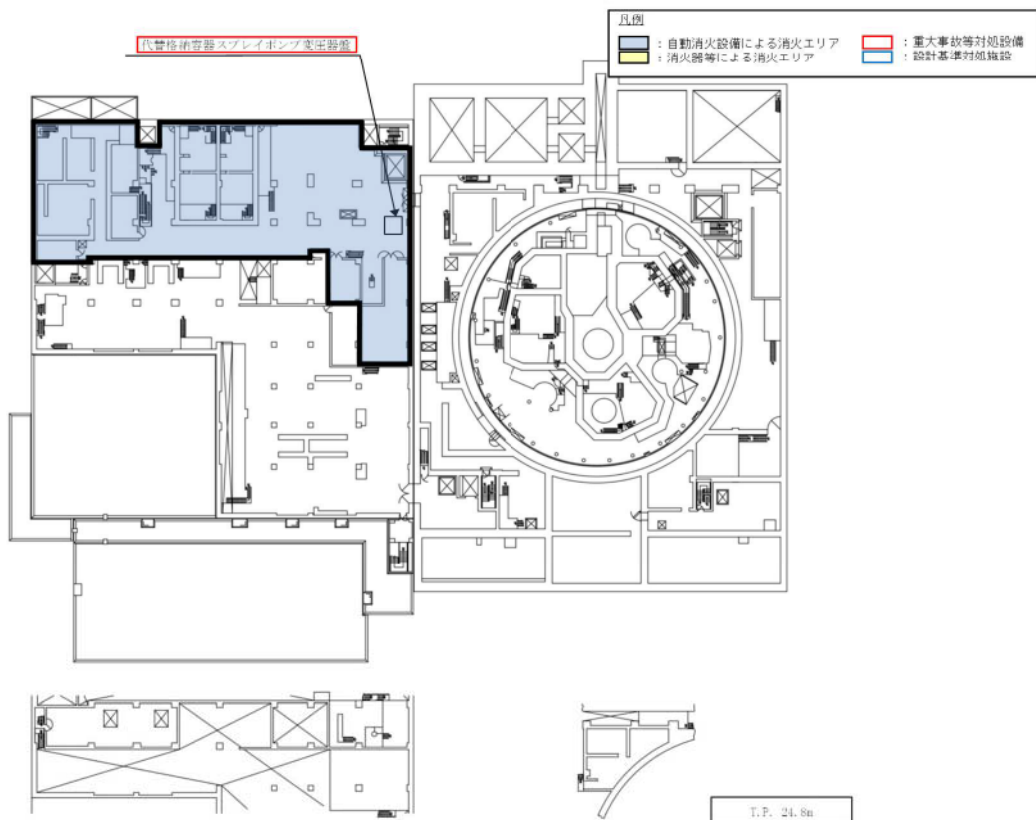 代替格納容器スプレイポンプ変圧器盤
凡例
：自動消火設備による消火エリア
：重大事故等対処設備
：消火器等による消火エリア
：設計基準対処施設
T.P. 24.8m